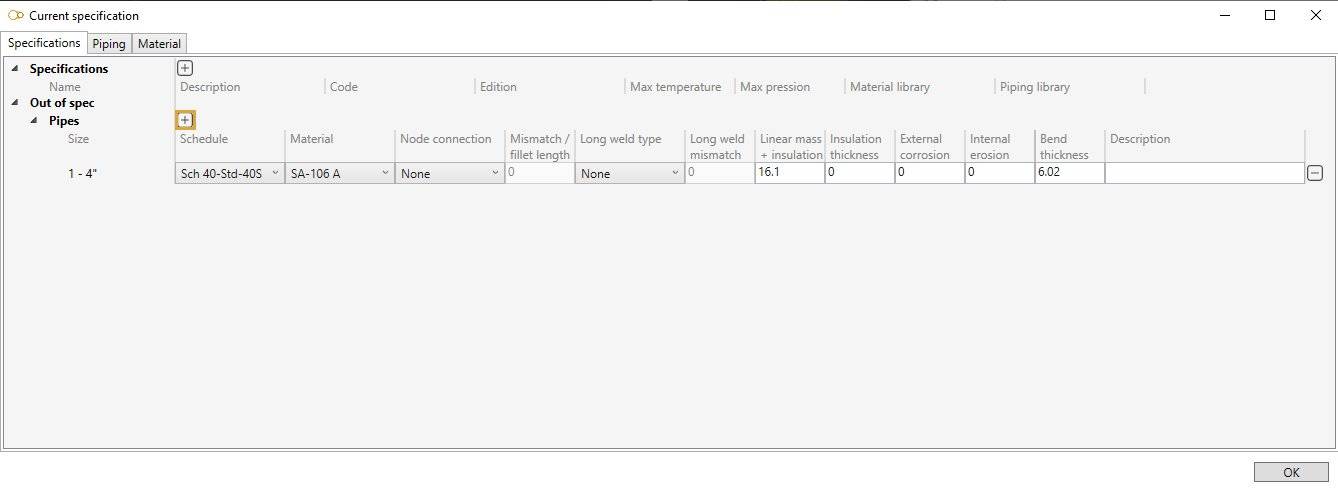 Current specification
Specifications Piping Material
Specifications
Name Description Code Edition Max temperature Max pression Material library Piping library
Out of spec
Pipes
Size Schedule Material Node connection Mismatch / Long weld type Long weld Linear mass Insulation External Internal Bend Description
fillet length mismatch + insulation thickness corrosion erosion thickness
1 - 4" Sch 40-Std-40S SA-106 A None 0 None 0 16.1 0 0 0 6.02
OK